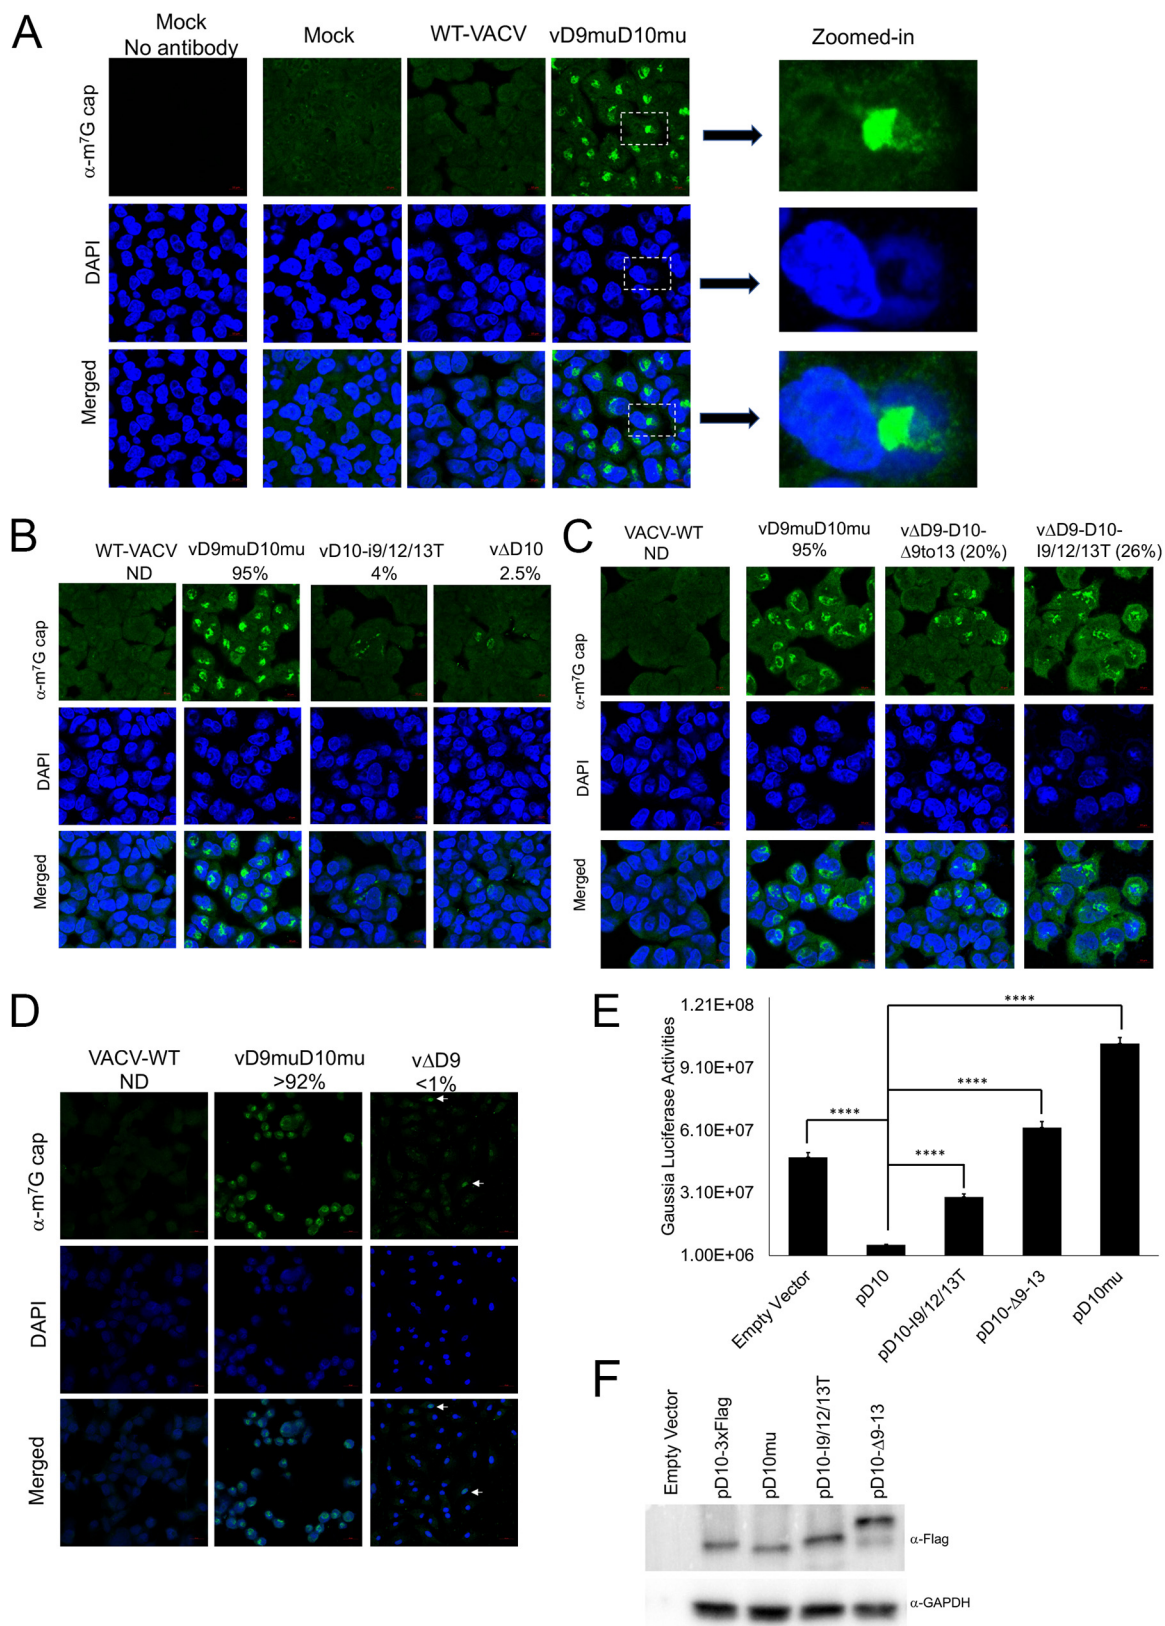 A
Mock
No antibody
Mock
WT-VACV
vD9muD10mu
Zoomed-in
α-m⁷G cap
DAPI
Merged
B
WT-VACV
ND
vD9muD10mu
95%
vD10-i9/12/13T
4%
vΔD10
2.5%
α-m⁷G cap
DAPI
Merged
C
VACV-WT
ND
vD9muD10mu
95%
vΔD9-D10-
Δ9to13 (20%)
vΔD9-D10-
I9/12/13T (26%)
α-m⁷G cap
DAPI
Merged
D
VACV-WT
ND
vD9muD10mu
>92%
vΔD9
<1%
α-m⁷G cap
DAPI
Merged
E
Gaussia Luciferase Activities
1.21E+08
9.10E+07
6.10E+07
3.10E+07
1.00E+06
****
****
****
****
Empty Vector
pD10
pD10-I9/12/13T
pD10-Δ9-13
pD10mu
F
Empty Vector
pD10-3xFlag
pD10mu
pD10-I9/12/13T
pD10-Δ9-13
α-Flag
α-GAPDH